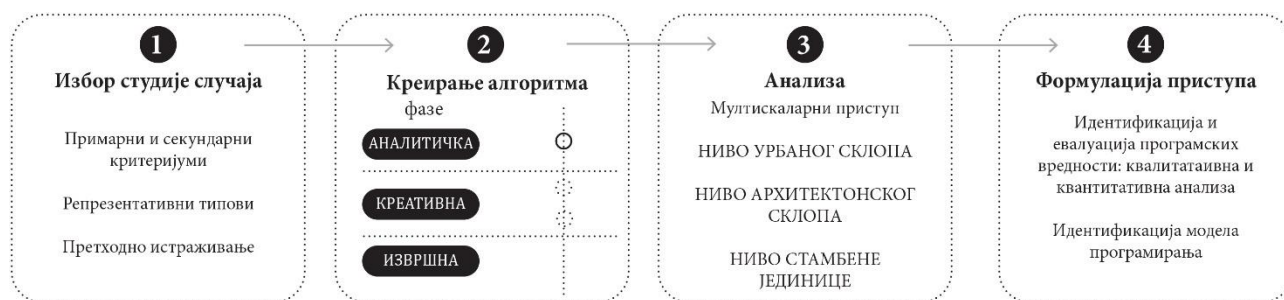 1
Избор студије случаја
Примарни и секундарни
критеријуми
Репрезентативни типови
Претходно истраживање
2
Креирање алгоритма
фазе
АНАЛИТИЧКА
КРЕАТИВНА
ИЗВРШНА
3
Анализа
Мултискаларни приступ
НИВО УРБАНОГ СКЛОПА
НИВО АРХИТЕКТОНСКОГ
СКЛОПА
НИВО СТАМБЕНЕ
ЈЕДИНИЦЕ
4
Формулација приступа
Идентификација и
евалуација програмских
вредности: квалитатаивна и
квантитативна анализа
Идентификација модела
програмирања